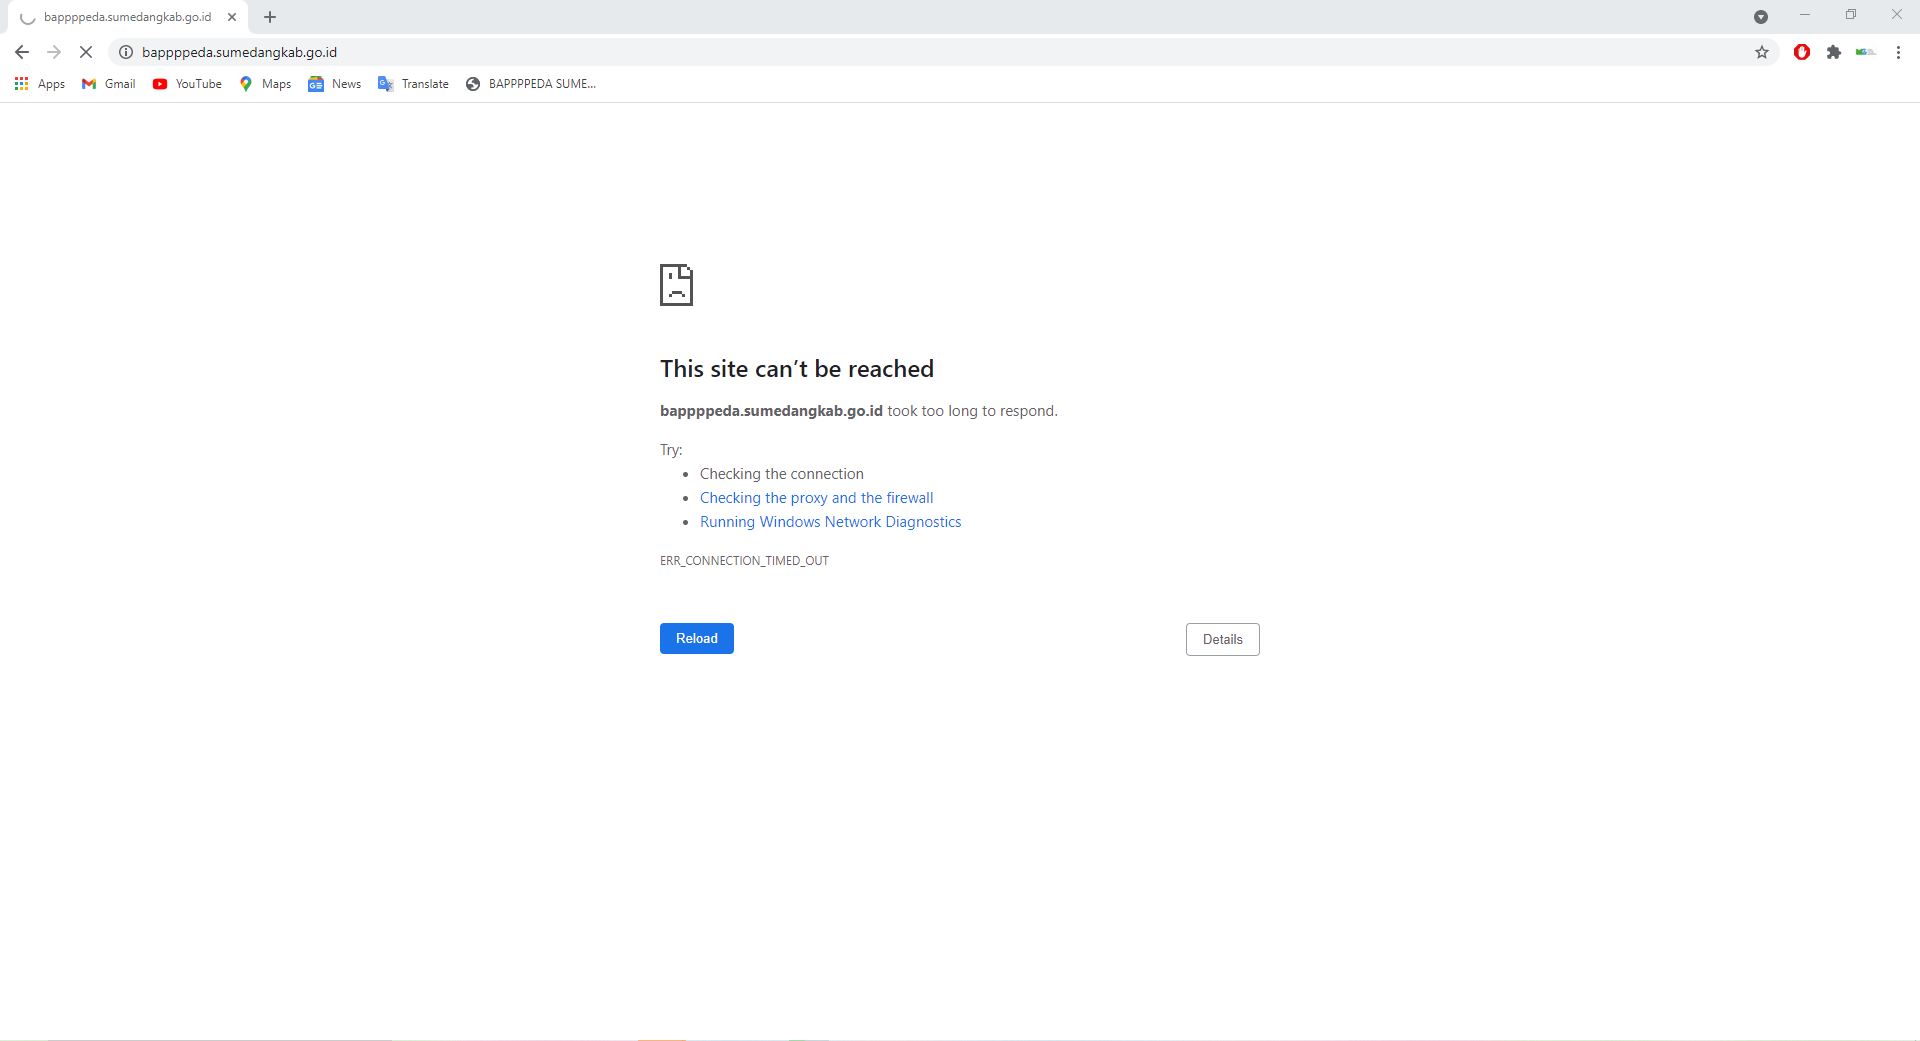 bappppeda.sumedangkab.go.id
bappppeda.sumedangkab.go.id
Apps Gmail YouTube Maps News Translate BAPPPPEDA SUME...
This site can’t be reached
bappppeda.sumedangkab.go.id took too long to respond.
Try:
• Checking the connection
• Checking the proxy and the firewall
• Running Windows Network Diagnostics
ERR_CONNECTION_TIMED_OUT
Reload Details